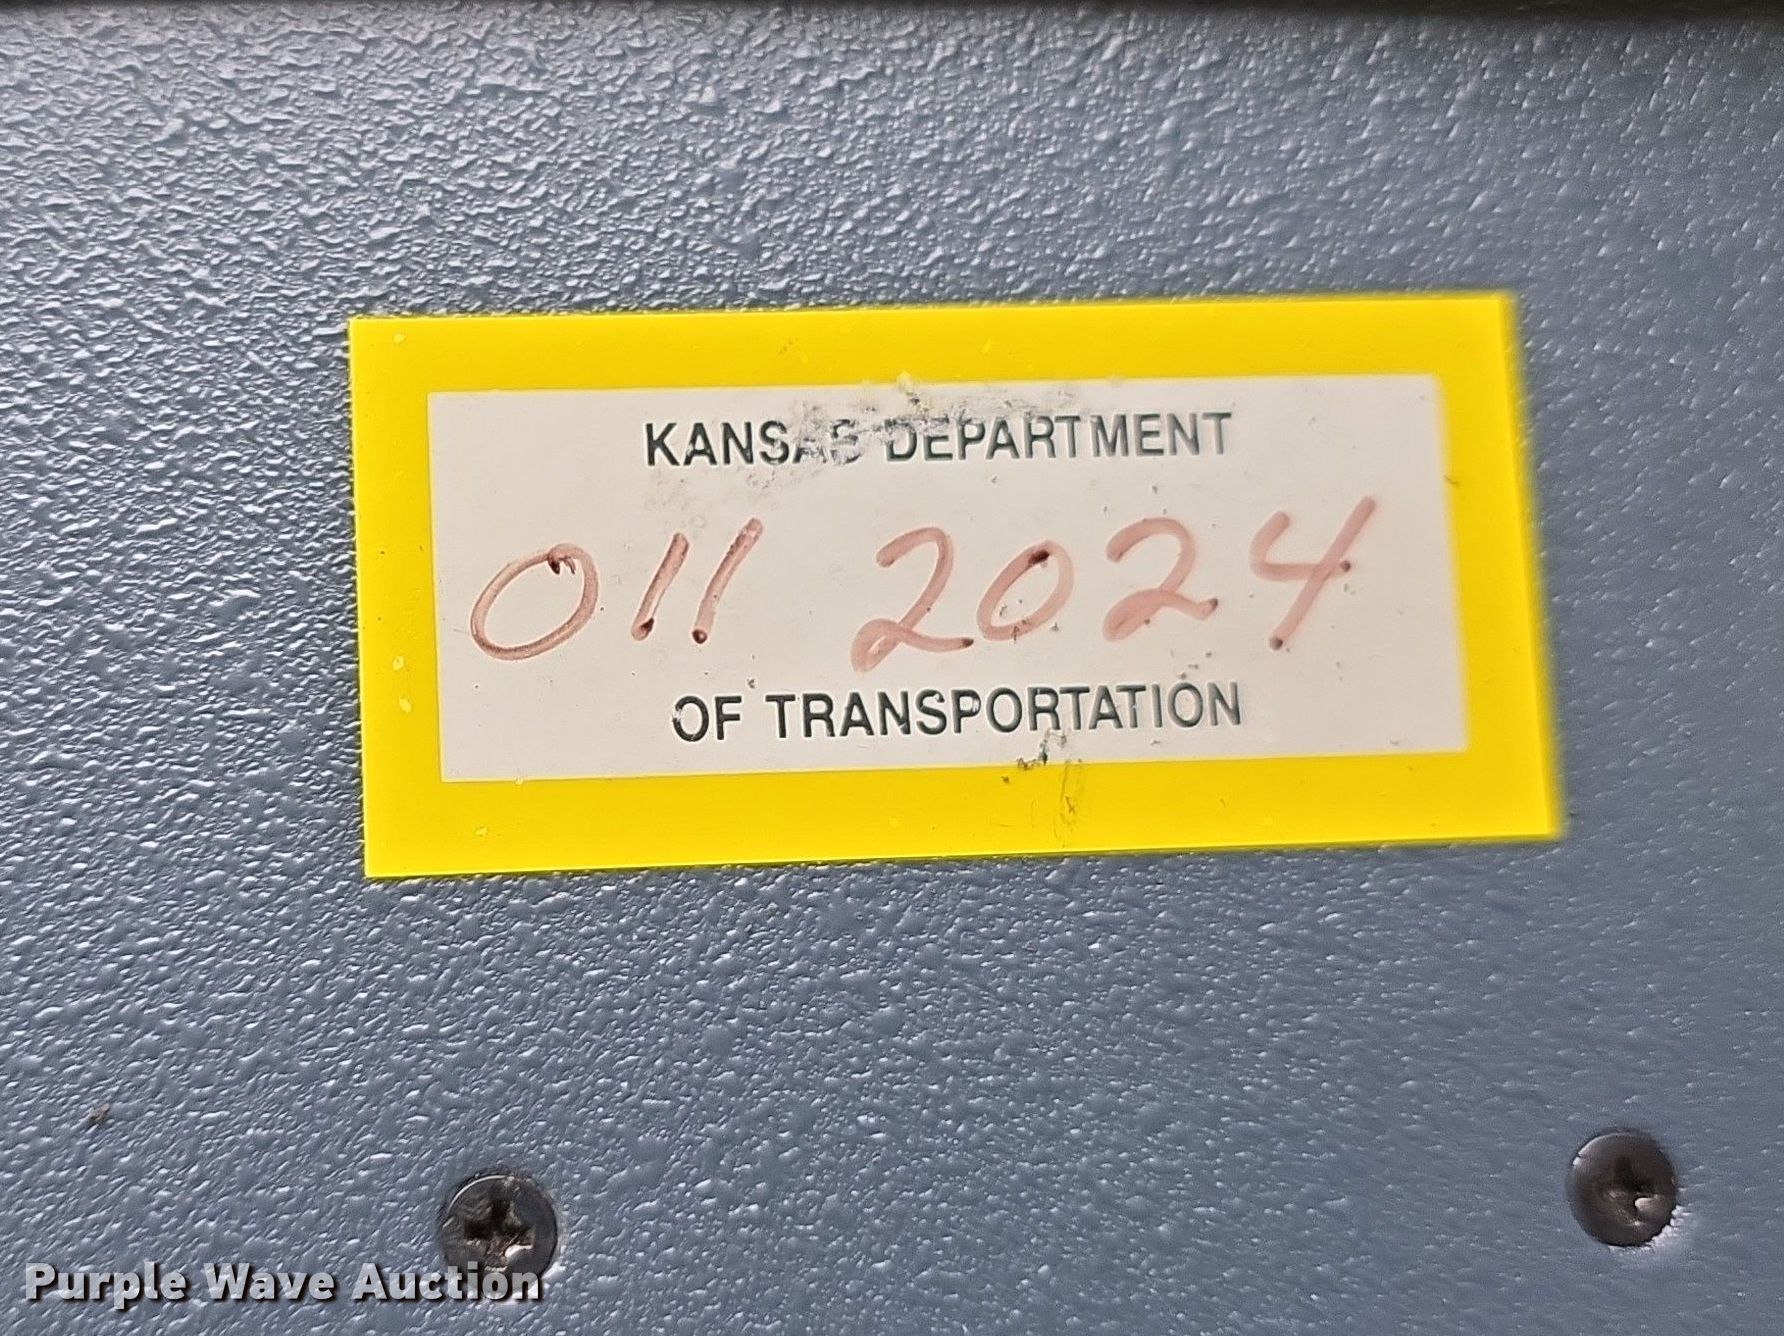 KANSAS DEPARTMENT
011 2024
OF TRANSPORTATION
Purple Wave Auction